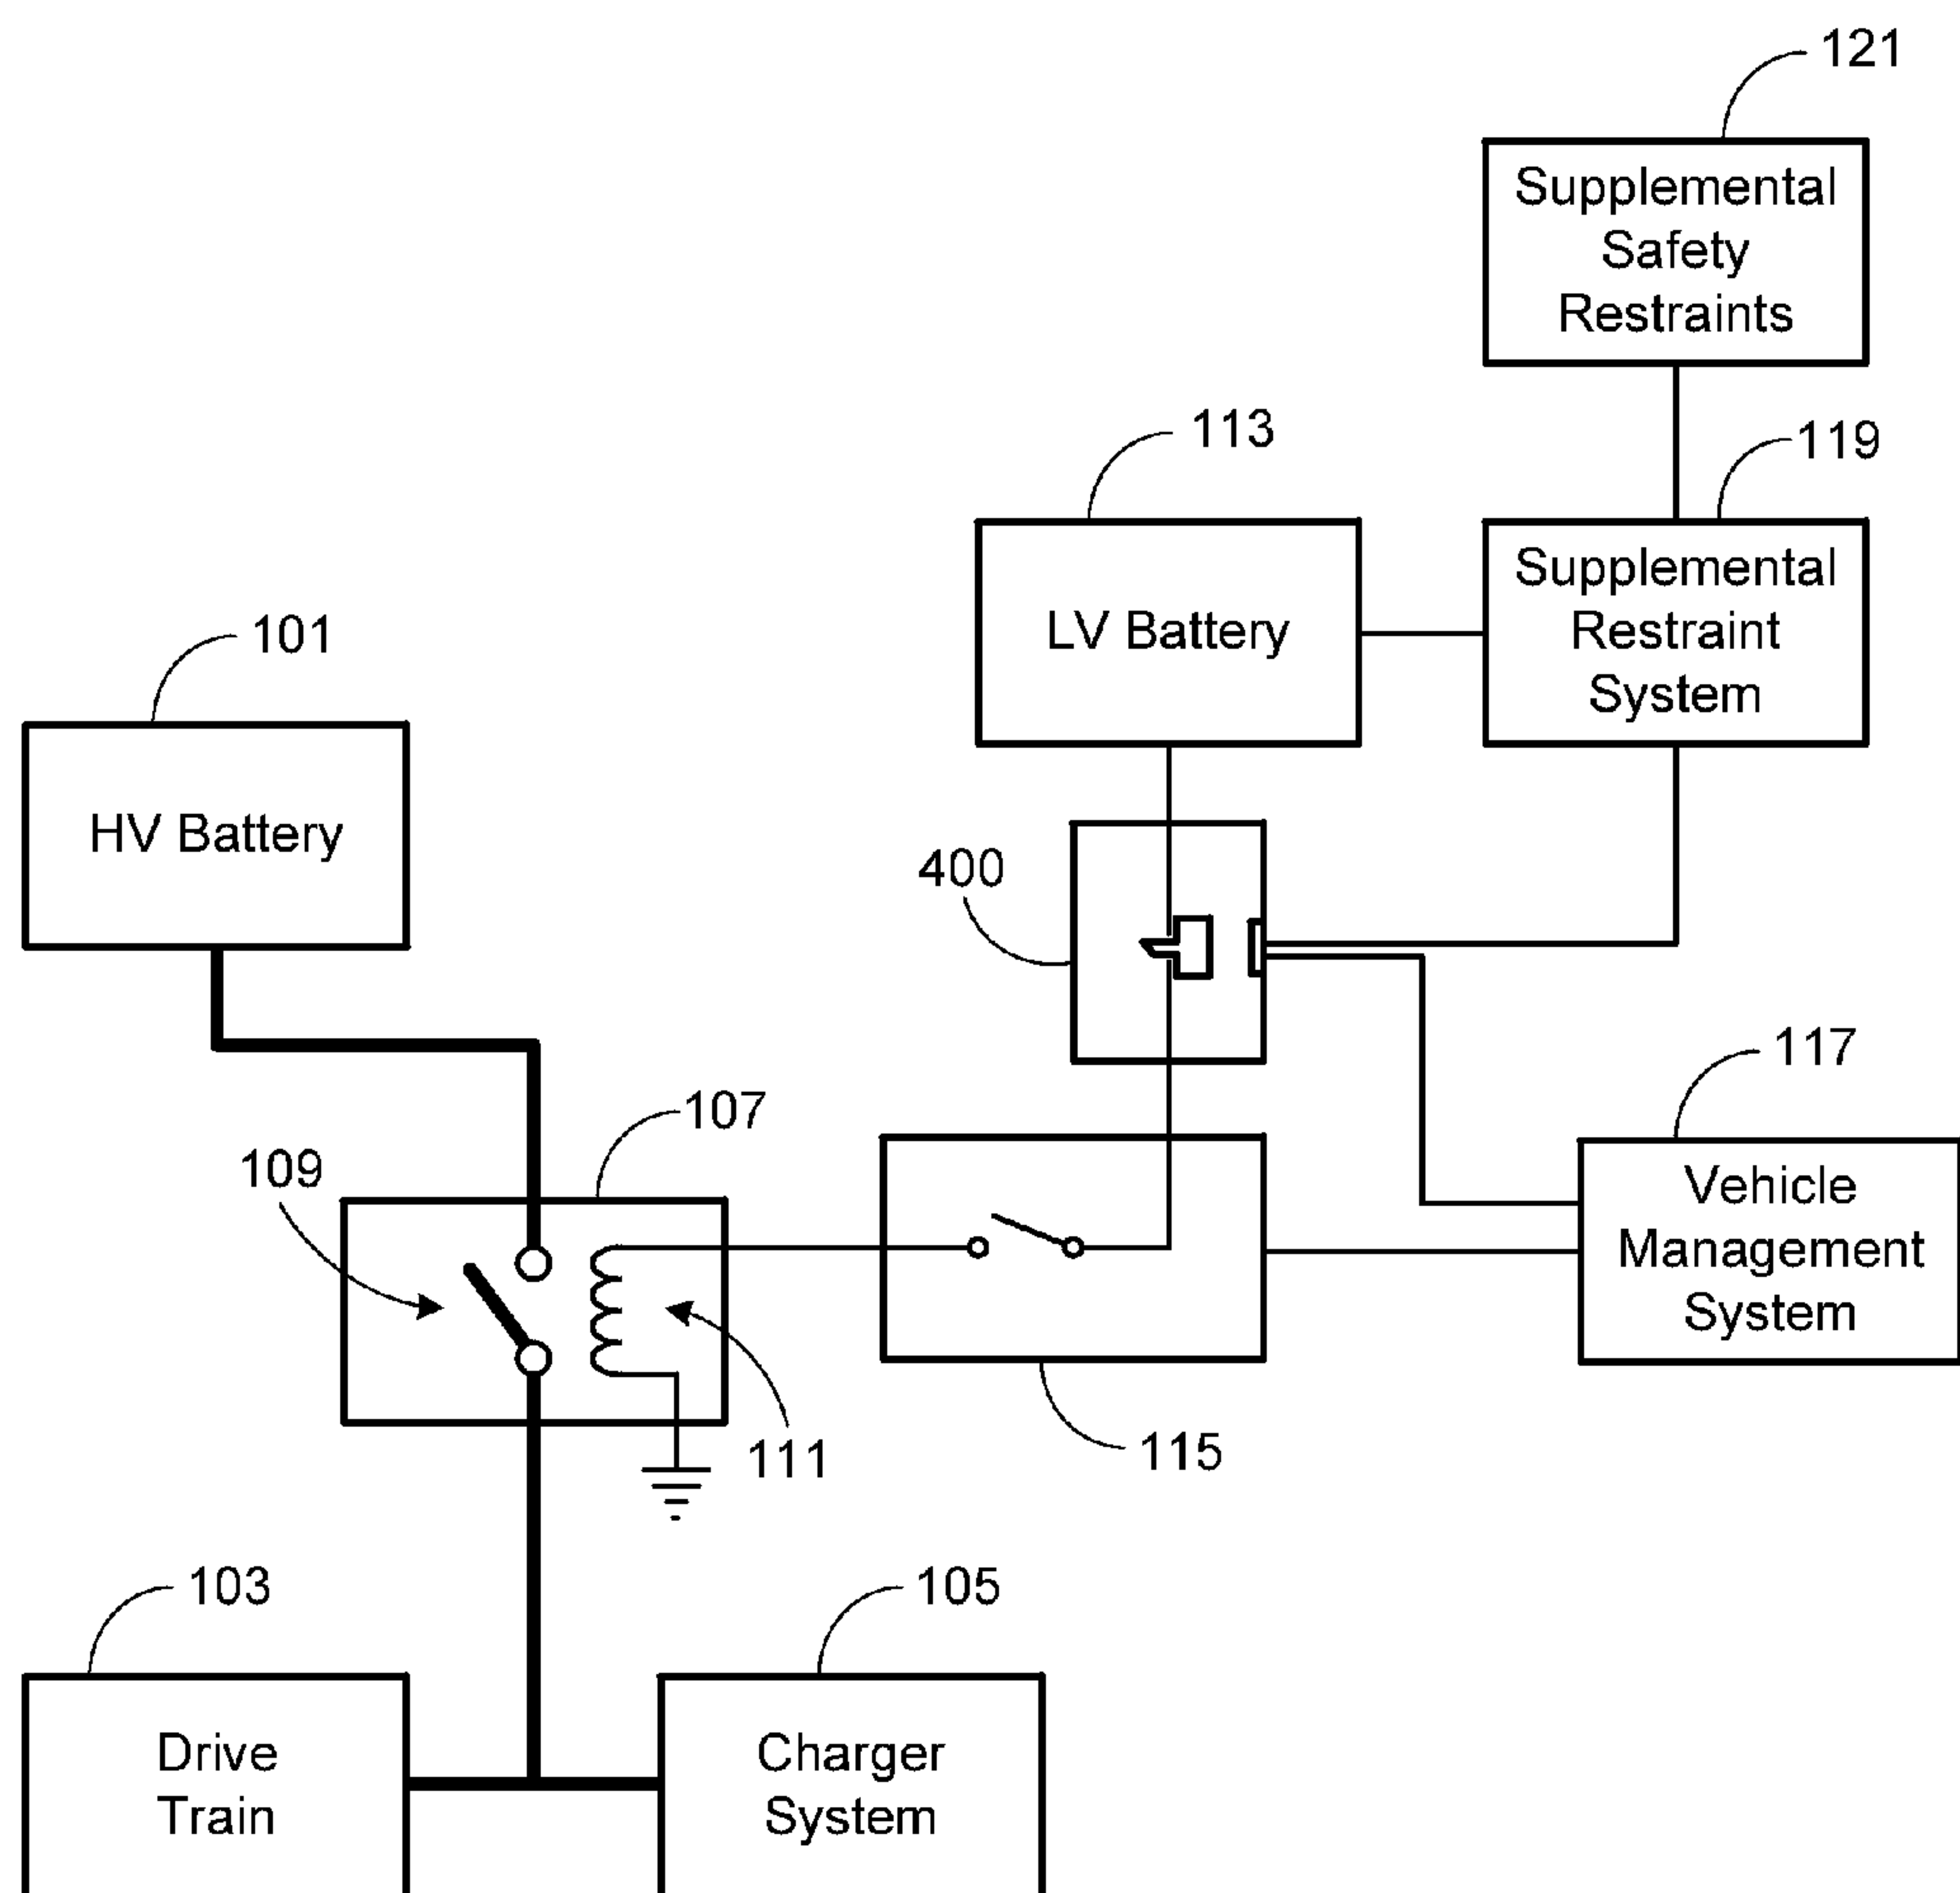 121
Supplemental
Safety
Restraints
113
119
LV Battery
Supplemental
Restraint
System
101
HV Battery
400
117
107
109
Vehicle
Management
System
111
115
103
105
Drive
Train
Charger
System